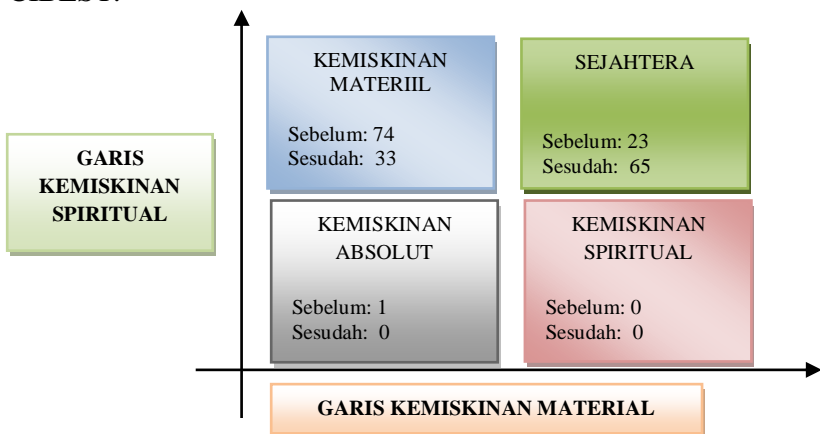 KEMISKINAN
MATERIIL
Sebelum: 74
Sesudah: 33
SEJAHTERA
Sebelum: 23
Sesudah: 65
GARIS
KEMISKINAN
SPIRITUAL
KEMISKINAN
ABSOLUT
Sebelum: 1
Sesudah: 0
KEMISKINAN
SPIRITUAL
Sebelum: 0
Sesudah: 0
GARIS KEMISKINAN MATERIAL